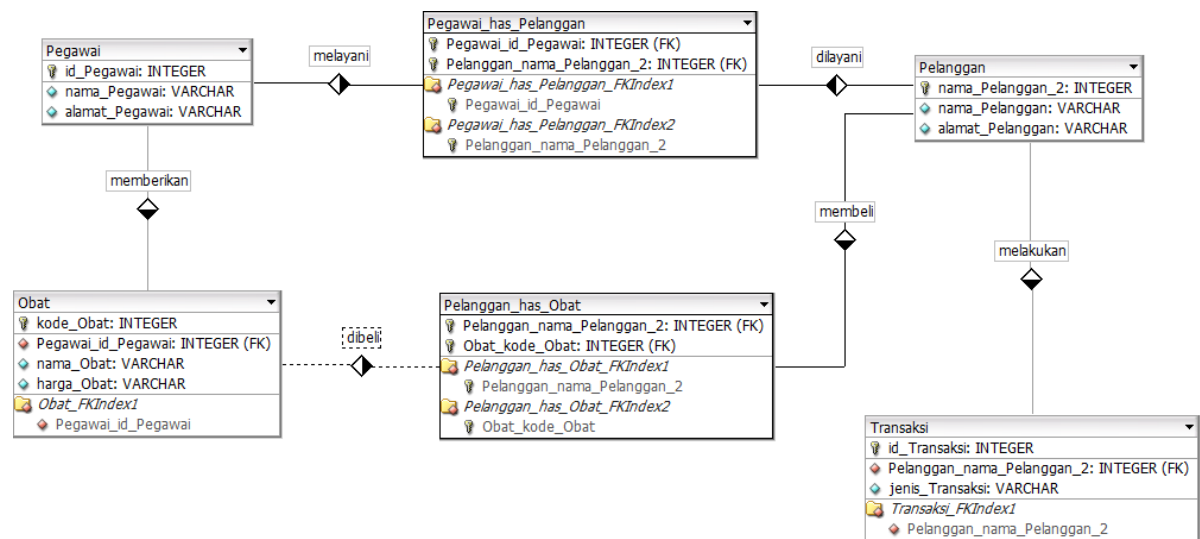 Pegawai
id_Pegawai: INTEGER
nama_Pegawai: VARCHAR
alamat_Pegawai: VARCHAR
melayani
Pegawai_has_Pelanggan
Pegawai_id_Pegawai: INTEGER (FK)
Pelanggan_nama_Pelanggan_2: INTEGER (FK)
Pegawai_has_Pelanggan_FKIndex1
Pegawai_id_Pegawai
Pegawai_has_Pelanggan_FKIndex2
Pelanggan_nama_Pelanggan_2
dilayani
Pelanggan
nama_Pelanggan_2: INTEGER
nama_Pelanggan: VARCHAR
alamat_Pelanggan: VARCHAR
memberikan
membeli
melakukan
Obat
kode_Obat: INTEGER
Pegawai_id_Pegawai: INTEGER (FK)
nama_Obat: VARCHAR
harga_Obat: VARCHAR
Obat_FKIndex1
Pegawai_id_Pegawai
dibeli
Pelanggan_has_Obat
Pelanggan_nama_Pelanggan_2: INTEGER (FK)
Obat_kode_Obat: INTEGER (FK)
Pelanggan_has_Obat_FKIndex1
Pelanggan_nama_Pelanggan_2
Pelanggan_has_Obat_FKIndex2
Obat_kode_Obat
Transaksi
id_Transaksi: INTEGER
Pelanggan_nama_Pelanggan_2: INTEGER (FK)
jenis_Transaksi: VARCHAR
Transaksi_FKIndex1
Pelanggan_nama_Pelanggan_2